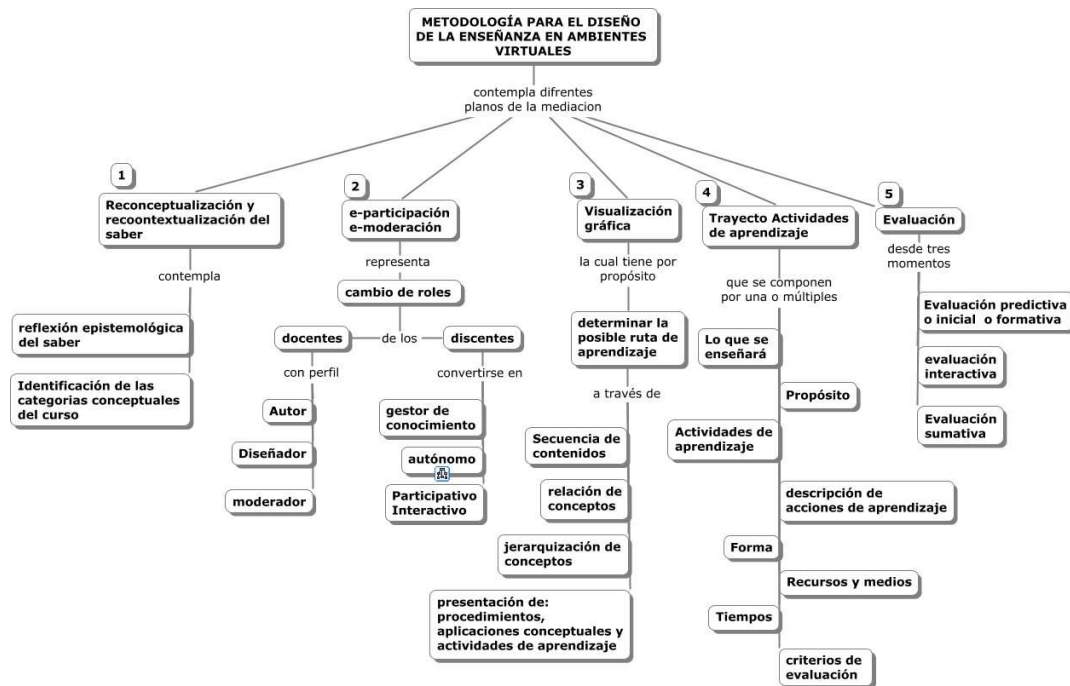 METODOLOGÍA PARA EL DISEÑO
DE LA ENSEÑANZA EN AMBIENTES
VIRTUALES
contempla difrentes
planos de la mediacion
1
Reconceptualización y
recoontextualización del
saber
contempla
reflexión epistemológica
del saber
Identificación de las
categorias conceptuales
del curso
2
e-participación
e-moderación
representa
cambio de roles
de los
docentes
con perfil
Autor
Diseñador
moderador
discentes
convertirse en
gestor de
conocimiento
autónomo
Participativo
Interactivo
3
Visualización
gráfica
la cual tiene por
propósito
determinar la
posible ruta de
aprendizaje
a través de
Secuencia de
contenidos
relación de
conceptos
jerarquización de
conceptos
presentación de:
procedimientos,
aplicaciones conceptuales y
actividades de aprendizaje
4
Trayecto Actividades
de aprendizaje
que se componen
por una o múltiples
Lo que se
enseñará
Propósito
Actividades de
aprendizaje
descripción de
acciones de aprendizaje
Forma
Recursos y medios
Tiempos
criterios de
evaluación
5
Evaluación
desde tres
momentos
Evaluación predictiva
o inicial o formativa
evaluación
interactiva
Evaluación
sumativa